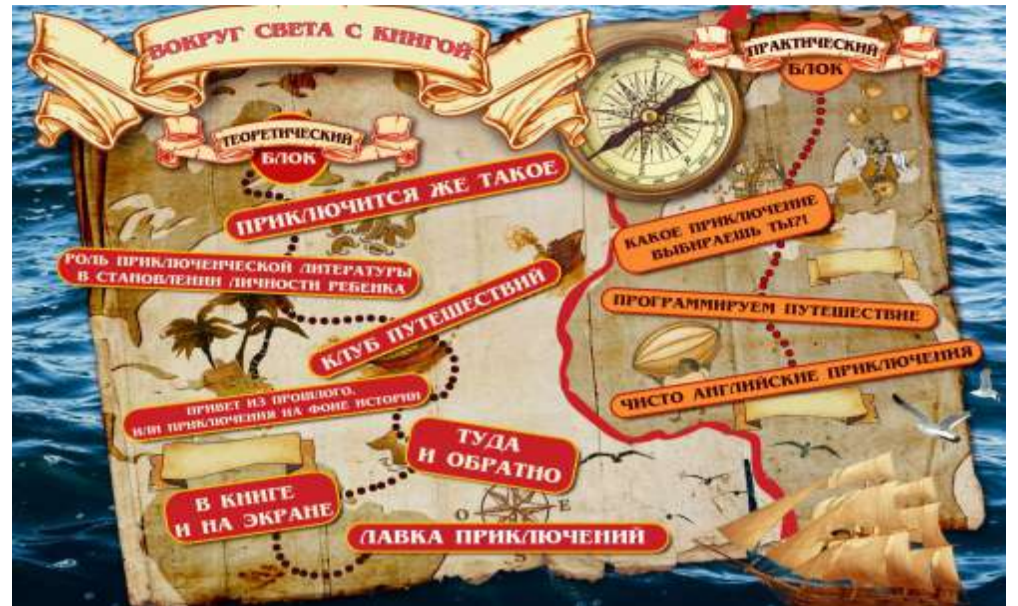 ВОКРУГ СВЕТА С КНИГОЙ
ТЕОРЕТИЧЕСКИЙ
БЛОК
ПРИКЛЮЧИТСЯ ЖЕ ТАКОЕ
РОЛЬ ПРИКЛЮЧЕНЧЕСКОЙ ЛИТЕРАТУРЫ
В СТАНОВЛЕНИИ ЛИЧНОСТИ РЕБЕНКА
КЛУБ ПУТЕШЕСТВИЙ
ПРИВЕТ ИЗ ПРОШЛОГО,
ИЛИ ПРИКЛЮЧЕНИЯ НА ФОНЕ ИСТОРИИ
ТУДА
И ОБРАТНО
В КНИГЕ
И НА ЭКРАНЕ
ЛАВКА ПРИКЛЮЧЕНИЙ
O
E
S
ПРАКТИЧЕСКИЙ
БЛОК
КАКОЕ ПРИКЛЮЧЕНИЕ
ВЫБИРАЕШЬ ТЫ?!
ПРОГРАММИРУЕМ ПУТЕШЕСТВИЕ
ЧИСТО АНГЛИЙСКИЕ ПРИКЛЮЧЕНИЯ